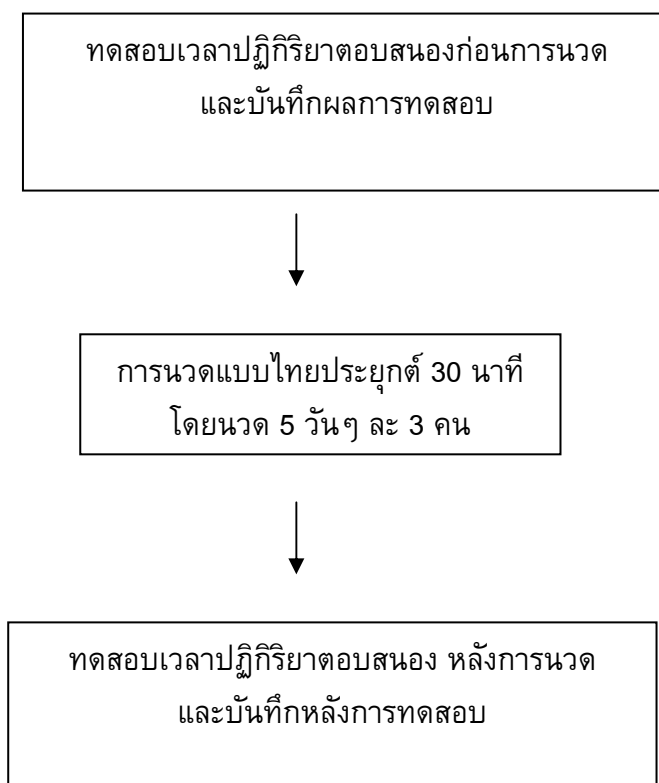 ทดสอบเวลาปฏิกิริยาตอบสนองก่อนการนวด
และบันทึกผลการทดสอบ
การนวดแบบไทยประยุกต์ 30 นาที
โดยนวด 5 วันๆ ละ 3 คน
ทดสอบเวลาปฏิกิริยาตอบสนอง หลังการนวด
และบันทึกหลังการทดสอบ